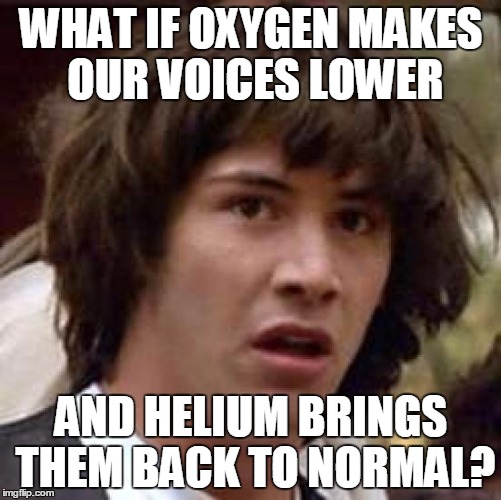 WHAT IF OXYGEN MAKES
OUR VOICES LOWER
AND HELIUM BRINGS
THEM BACK TO NORMAL?
imgflip.com